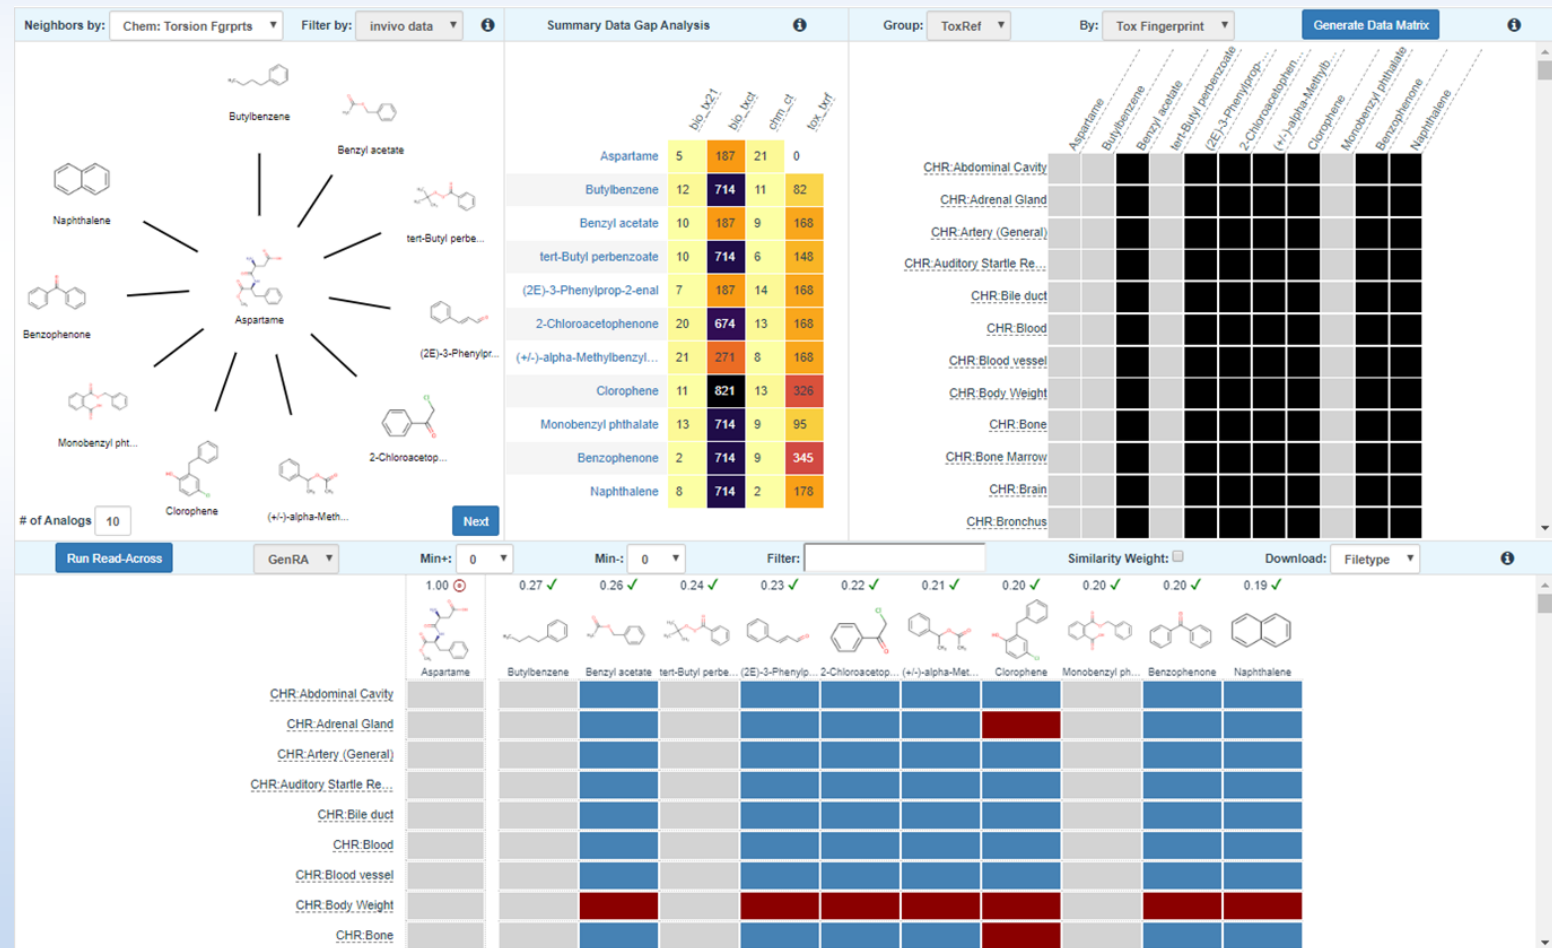 Neighbors by: Chem: Torsion Fgrprts Filter by: invivo data
Summary Data Gap Analysis
Group: ToxRef By: Tox Fingerprint Generate Data Matrix
Butylbenzene
Benzyl acetate
tert-Butyl perbe...
(2E)-3-Phenylpr...
2-Chloroacetop...
(+/-)-alpha-Meth...
Clorophene
Monobenzyl pht...
Benzophenone
Naphthalene
Aspartame
# of Analogs 10 Next
bio_tx21 bio_txct chm_ct tox_txrf
Aspartame 5 187 21 0
Butylbenzene 12 714 11 82
Benzyl acetate 10 187 9 168
tert-Butyl perbenzoate 10 714 6 148
(2E)-3-Phenylprop-2-enal 7 187 14 168
2-Chloroacetophenone 20 674 13 168
(+/-)-alpha-Methylbenzyl... 21 271 8 168
Clorophene 11 821 13 326
Monobenzyl phthalate 13 714 9 95
Benzophenone 2 714 9 345
Naphthalene 8 714 2 178
Aspartame
Butylbenzene
Benzyl acetate
tert-Butyl perbenzoate
(2E)-3-Phenylprop-...
2-Chloroacetophen...
(+/-)-alpha-Methylb...
Clorophene
Monobenzyl phthalate
Benzophenone
Naphthalene
CHR:Abdominal Cavity
CHR:Adrenal Gland
CHR:Artery (General)
CHR:Auditory Startle Re...
CHR:Bile duct
CHR:Blood
CHR:Blood vessel
CHR:Body Weight
CHR:Bone
CHR:Bone Marrow
CHR:Brain
CHR:Bronchus
Run Read-Across GenRA Min+: 0 Min-: 0 Filter: Similarity Weight: Download: Filetype
1.00 0.27 0.26 0.24 0.23 0.22 0.21 0.20 0.20 0.20 0.19
Aspartame Butylbenzene Benzyl acetate tert-Butyl perbe... (2E)-3-Phenylp... 2-Chloroacetop... (+/-)-alpha-Met... Clorophene Monobenzyl ph... Benzophenone Naphthalene
CHR:Abdominal Cavity
CHR:Adrenal Gland
CHR:Artery (General)
CHR:Auditory Startle Re...
CHR:Bile duct
CHR:Blood
CHR:Blood vessel
CHR:Body Weight
CHR:Bone